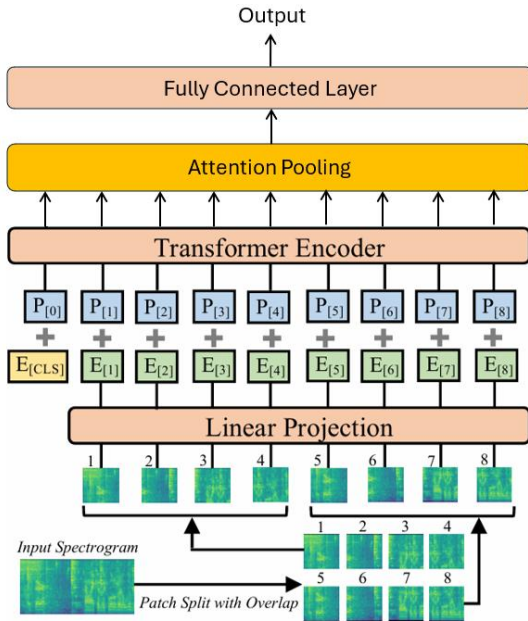 Output
Fully Connected Layer
Attention Pooling
Transformer Encoder
P[0] P[1] P[2] P[3] P[4] P[5] P[6] P[7] P[8]
+ + + + + + + + +
E[CLS] E[1] E[2] E[3] E[4] E[5] E[6] E[7] E[8]
Linear Projection
1 2 3 4 5 6 7 8
1 2 3 4
Input Spectrogram
5 6 7 8
Patch Split with Overlap